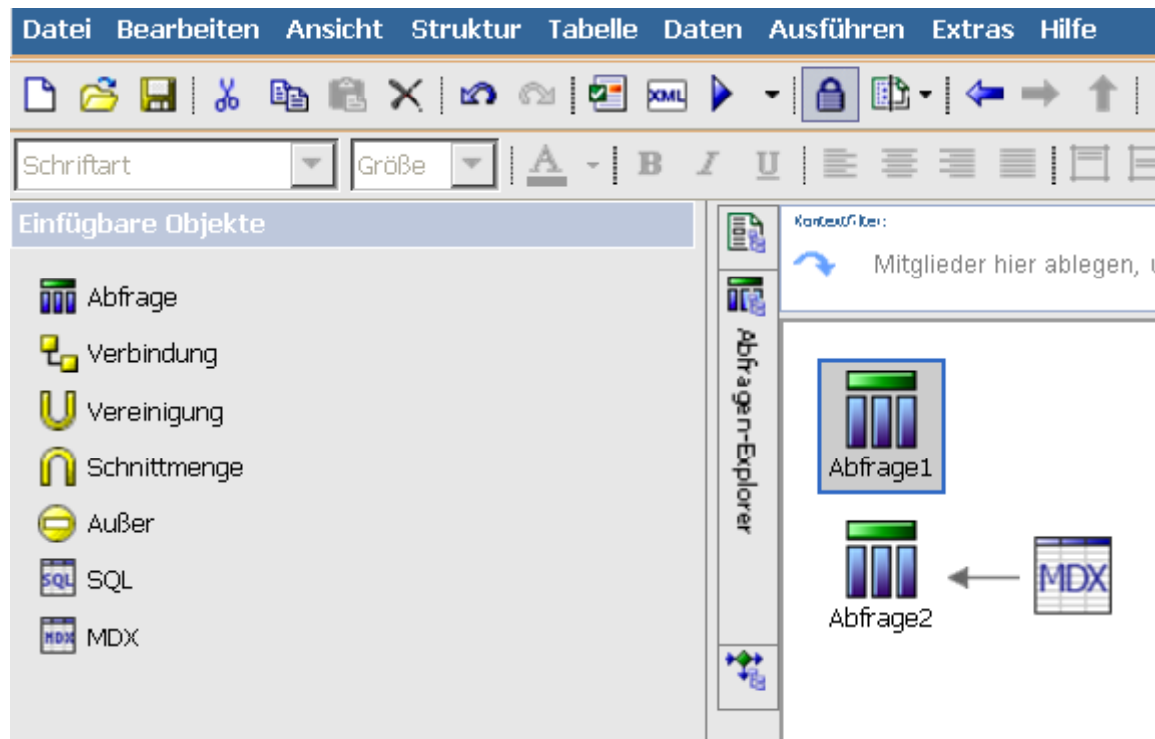 Datei Bearbeiten Ansicht Struktur Tabelle Daten Ausführen Extras Hilfe
XML
Schriftart Größe A B I U
Einfügbare Objekte
Abfrage
Verbindung
Vereinigung
Schnittmenge
Außer
SQL SQL
MDX MDX
Abfragen-Explorer
Kontextfilter:
Mitglieder hier ablegen,
Abfrage1
Abfrage2
MDX